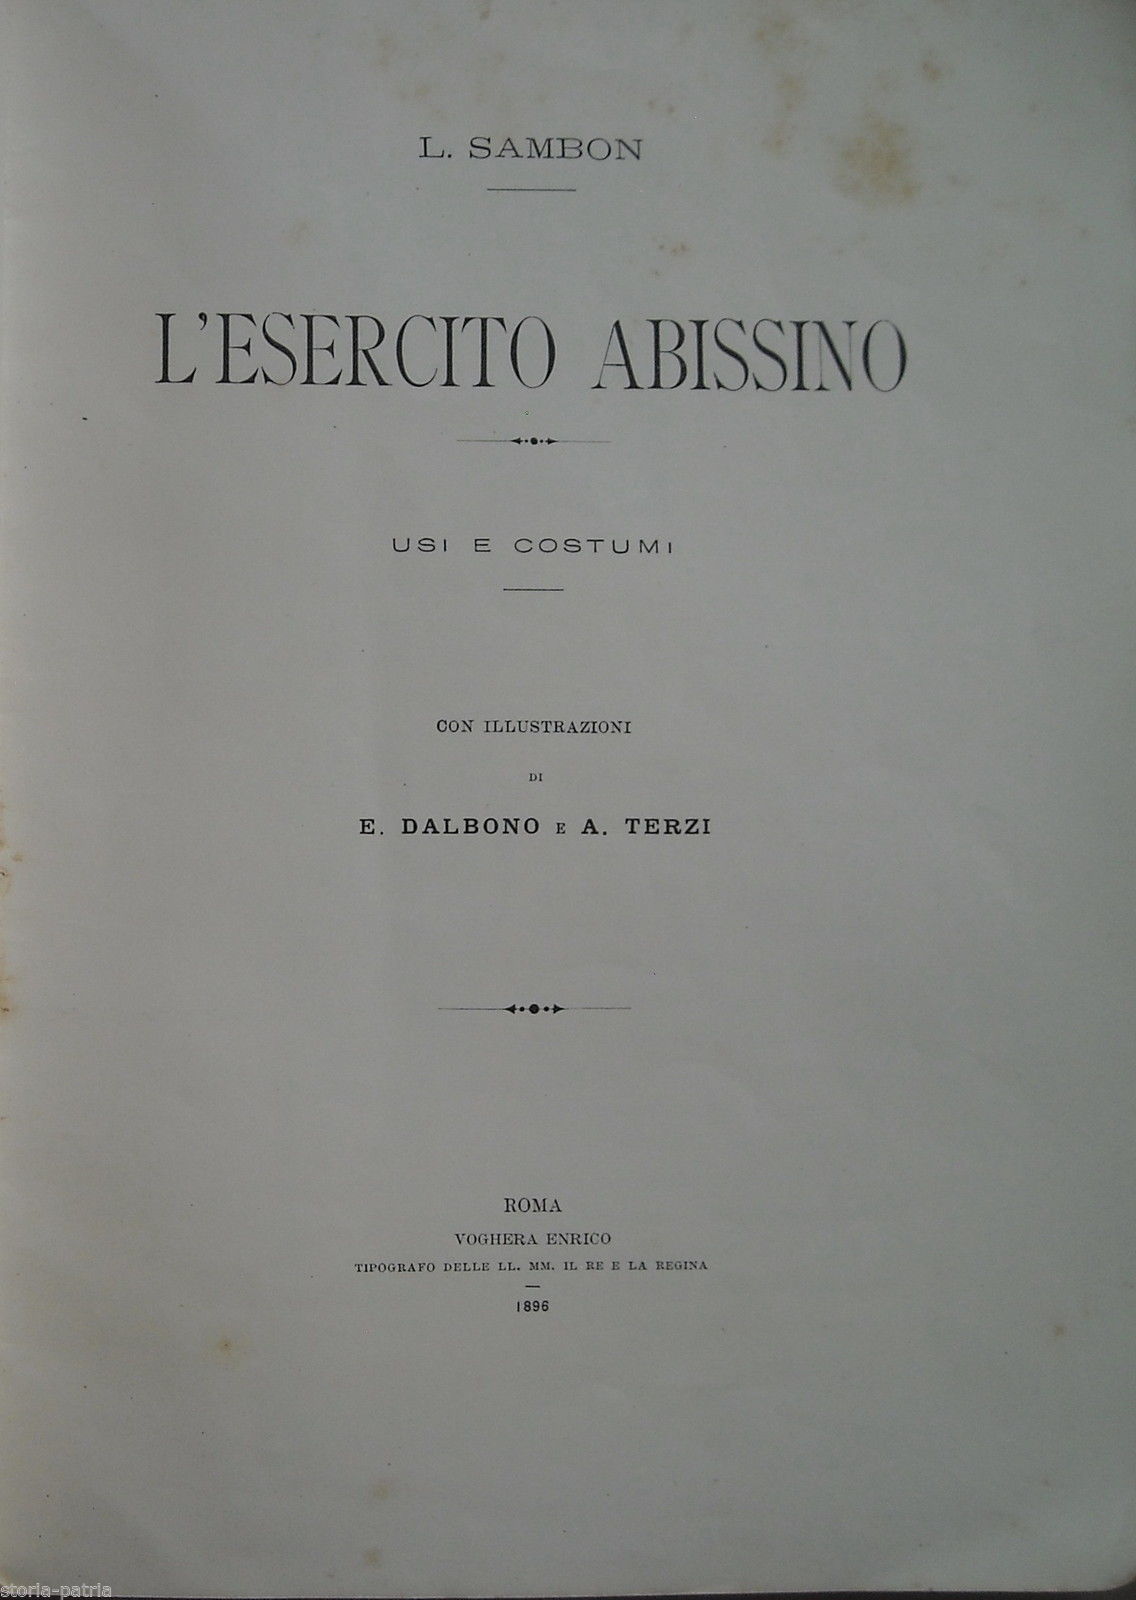 L. SAMBON
L'ESERCITO ABISSINO
USI E COSTUMI
CON ILLUSTRAZIONI
DI
E. DALBONO E A. TERZI
ROMA
VOGHERA ENRICO
TIPOGRAFO DELLE LL. MM. IL RE E LA REGINA
1896
storia-patria